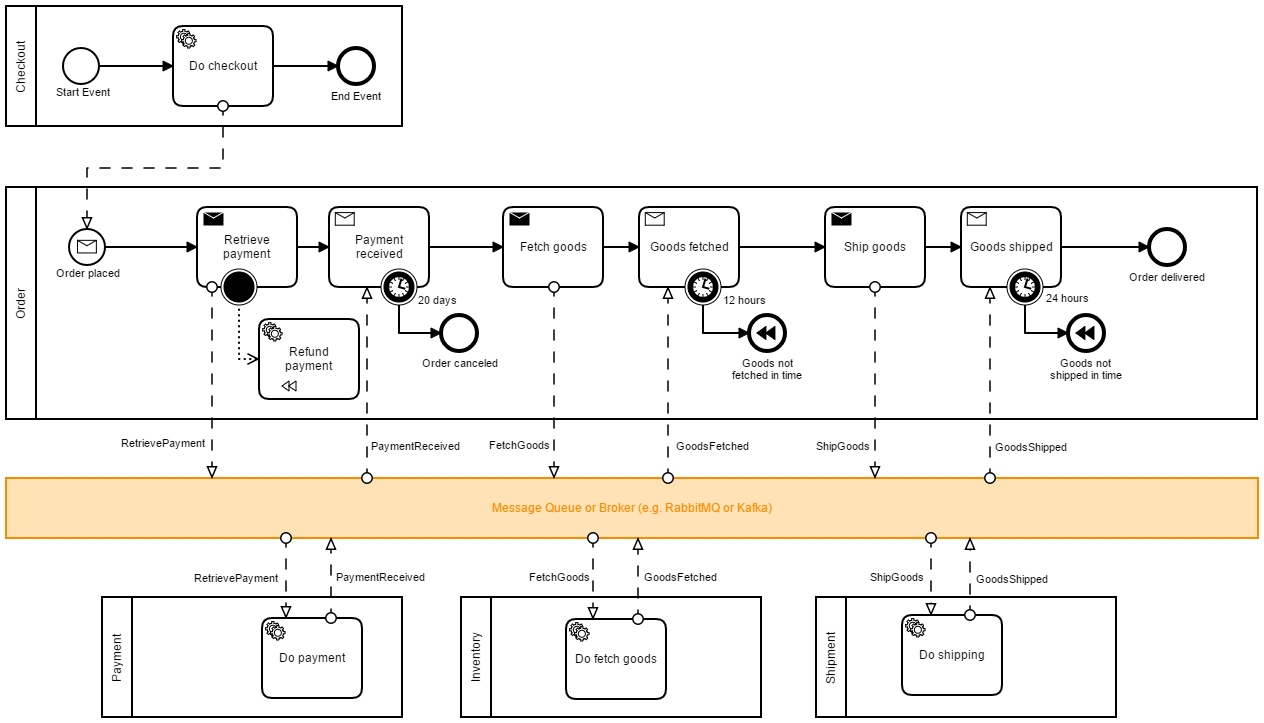 Checkout
Start Event
Do checkout
End Event
Order
Order placed
Retrieve
payment
Payment
received
20 days
Refund
payment
Order canceled
Fetch goods
Goods fetched
12 hours
Goods not
fetched in time
Ship goods
Goods shipped
24 hours
Goods not
shipped in time
Order delivered
RetrievePayment
PaymentReceived
FetchGoods
GoodsFetched
ShipGoods
GoodsShipped
Message Queue or Broker (e.g. RabbitMQ or Kafka)
RetrievePayment
PaymentReceived
FetchGoods
GoodsFetched
ShipGoods
GoodsShipped
Payment
Do payment
Inventory
Do fetch goods
Shipment
Do shipping